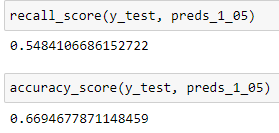 recall_score(y_test, preds_1_05)
0.5484106686152722
accuracy_score(y_test, preds_1_05)
0.6694677871148459